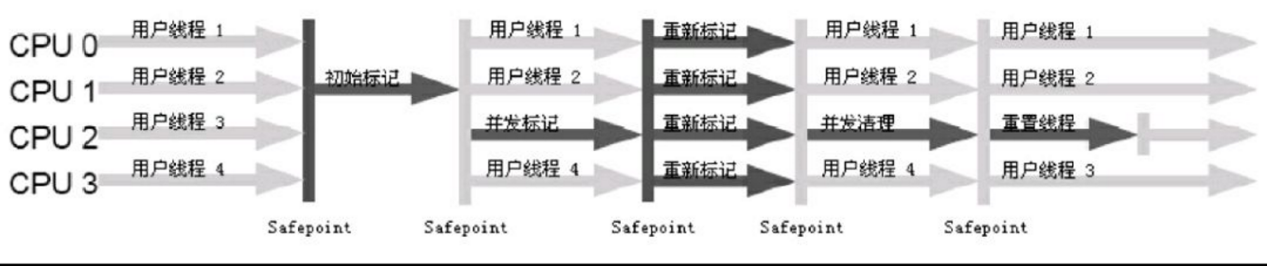 CPU 0 用户线程 1 用户线程 1 重新标记 用户线程 1 用户线程 1
CPU 1 用户线程 2 初始标记 用户线程 2 重新标记 用户线程 2 用户线程 2
CPU 2 用户线程 3 并发标记 重新标记 并发清理 重置线程
CPU 3 用户线程 4 用户线程 4 重新标记 用户线程 4 用户线程 3
Safepoint Safepoint Safepoint Safepoint Safepoint